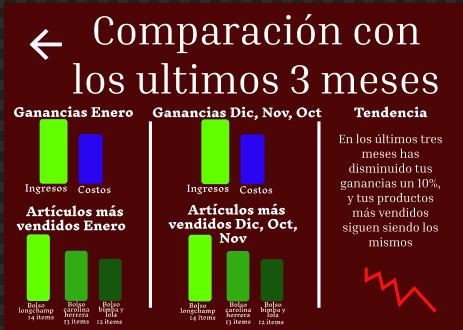 Comparación con
los ultimos 3 meses
Ganancias Enero
Ingresos
Costos
Artículos más
vendidos Enero
Bolso
longchamp
14 items
Bolso
carolina
herrera
13 items
Bolso
bimpa y
lola
12 items
Ganancias Dic, Nov, Oct
Ingresos
Costos
Artículos más
vendidos Dic, Oct,
Nov
Bolso
longchamp
14 items
Bolso
carolina
herrera
13 items
Bolso
bimpa y
lola
12 items
Tendencia
En los últimos tres
meses has
disminuido tus
ganancias un 10%,
y tus productos
más vendidos
siguen siendo los
mismos